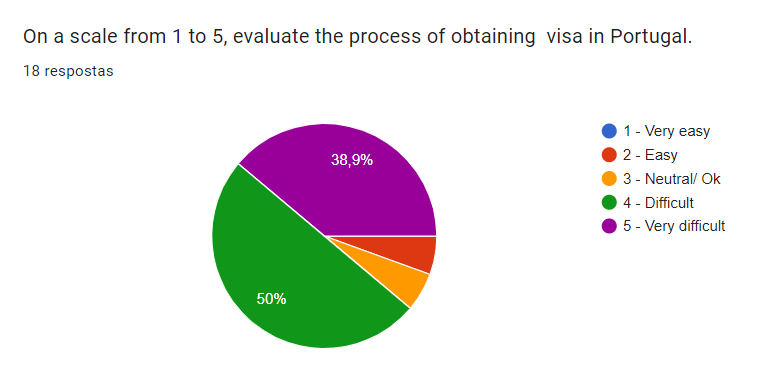 On a scale from 1 to 5, evaluate the process of obtaining  visa in Portugal.
18 respostas
38,9%
50%
1 - Very easy
2 - Easy
3 - Neutral/ Ok
4 - Difficult
5 - Very difficult